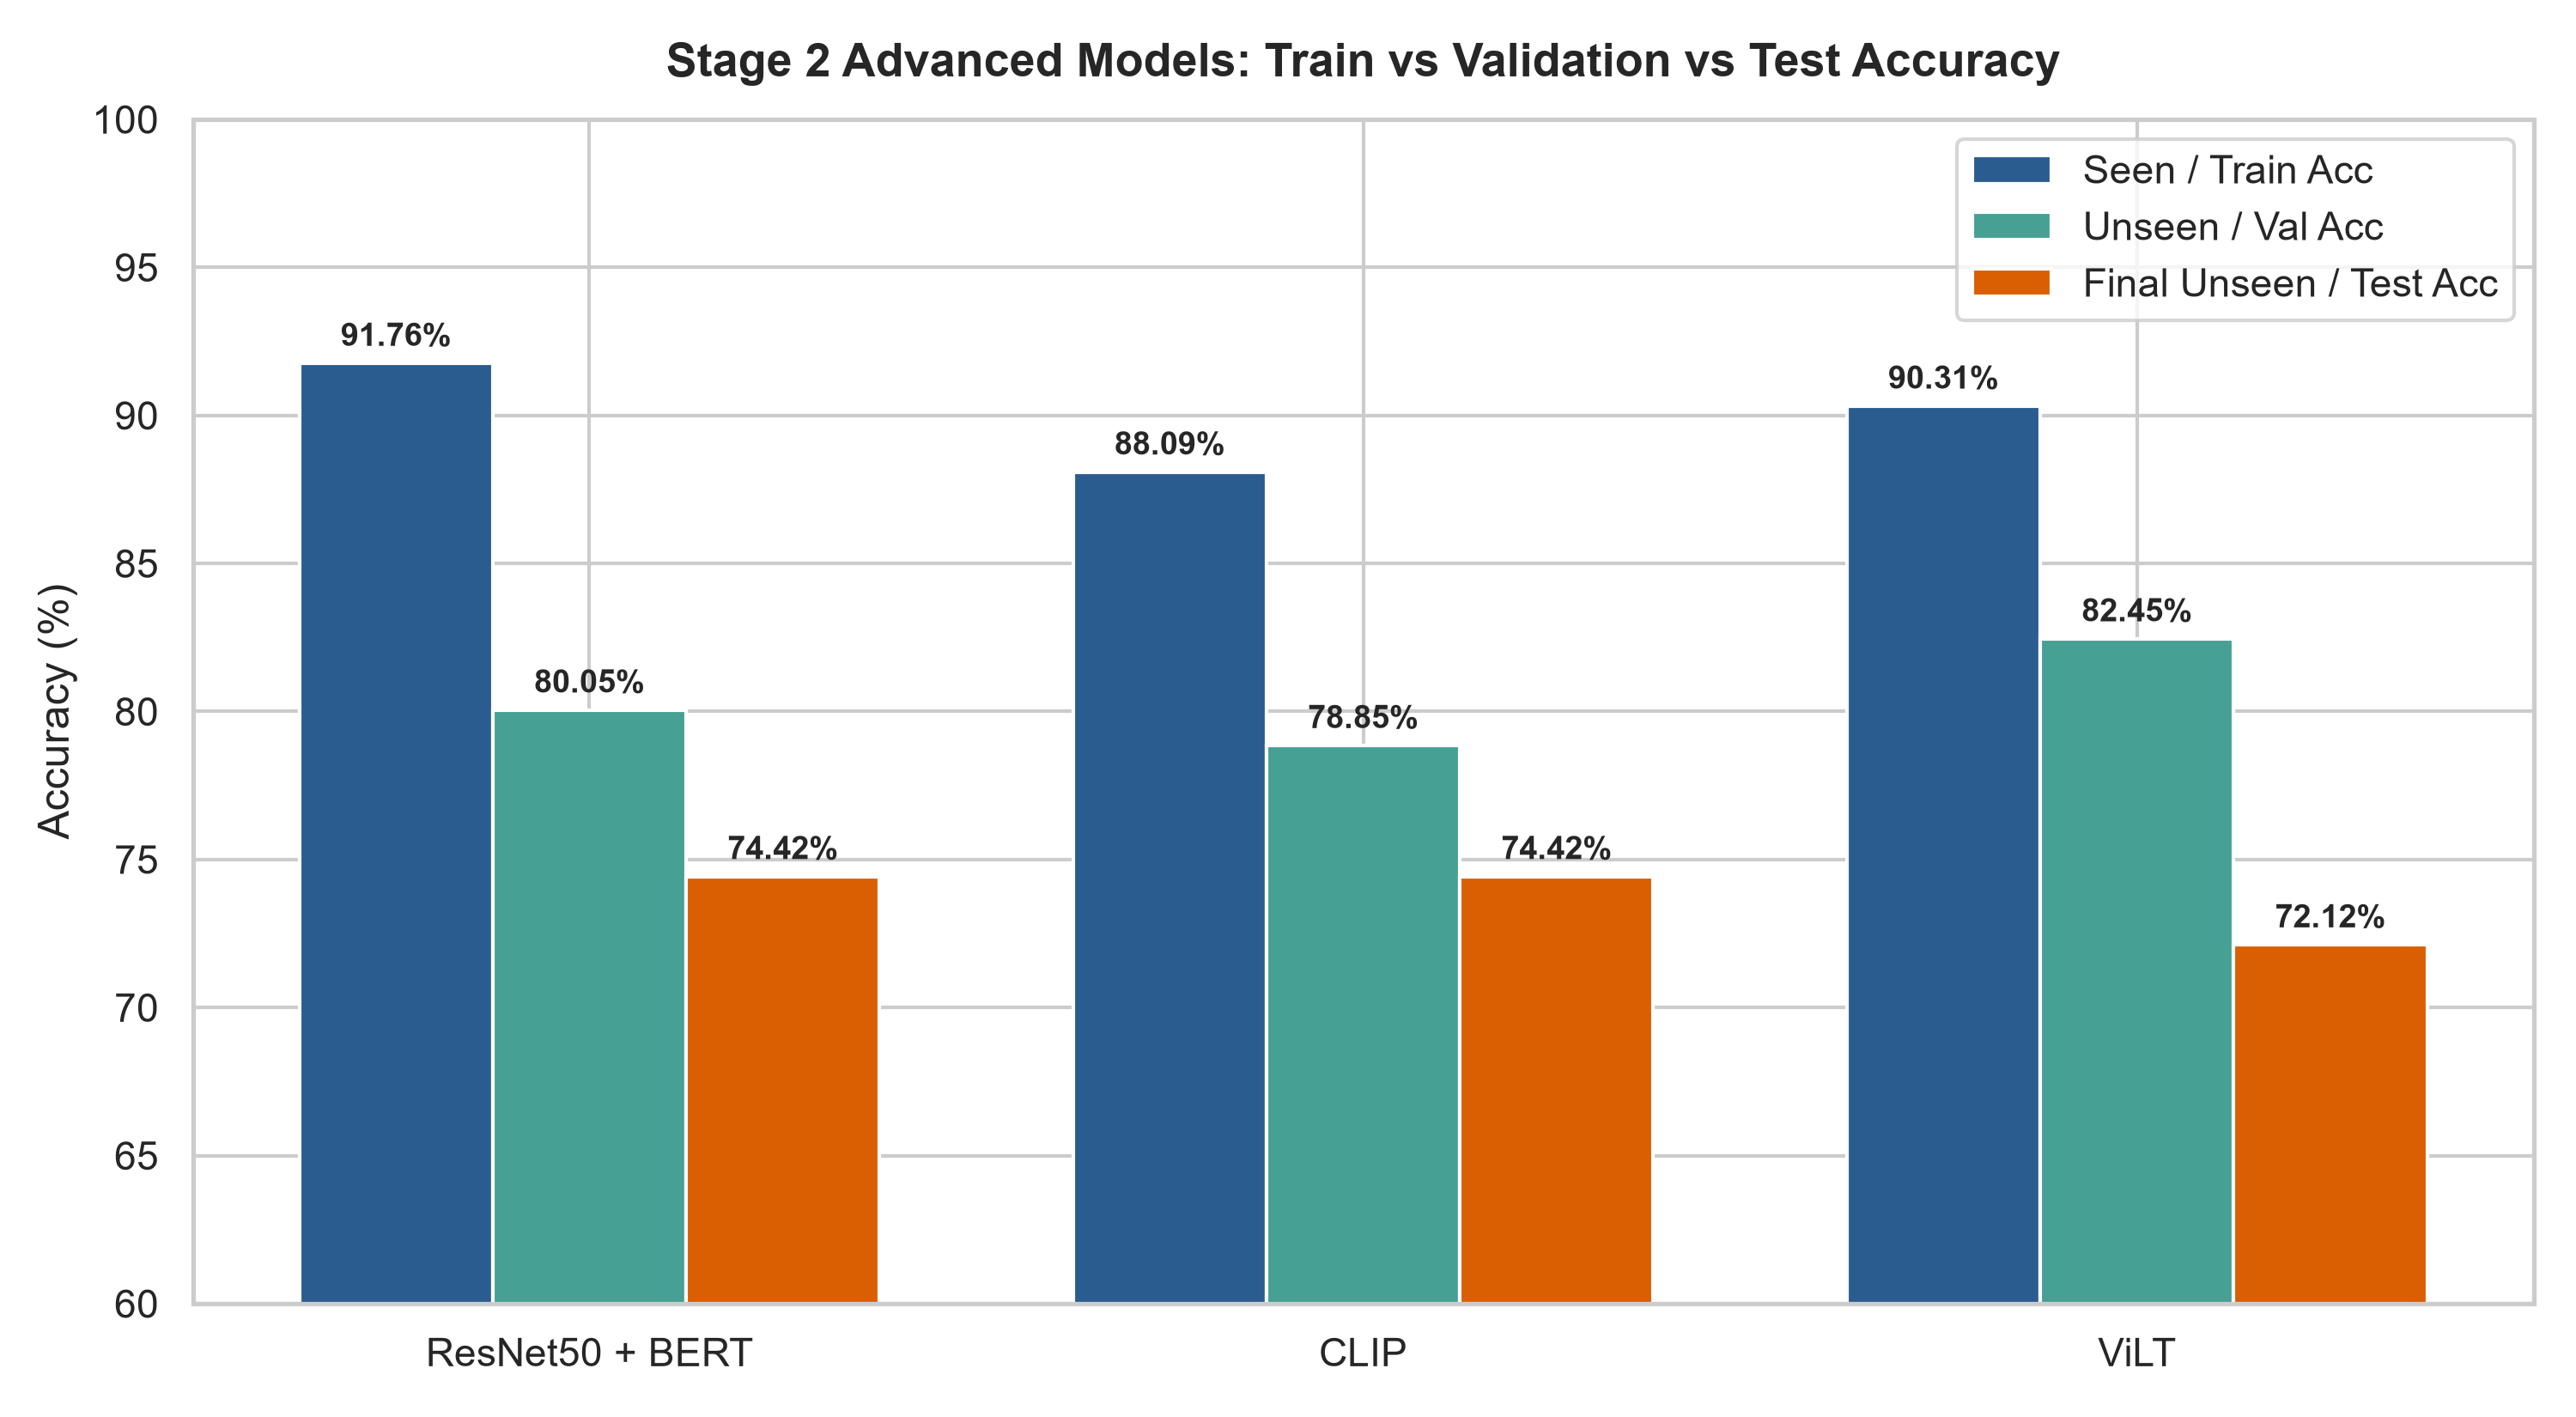 Stage 2 Advanced Models: Train vs Validation vs Test Accuracy
100
95
90
85
80
75
70
65
60
Accuracy (%)
Seen / Train Acc
Unseen / Val Acc
Final Unseen / Test Acc
91.76%
80.05%
74.42%
88.09%
78.85%
74.42%
90.31%
82.45%
72.12%
ResNet50 + BERT
CLIP
ViLT